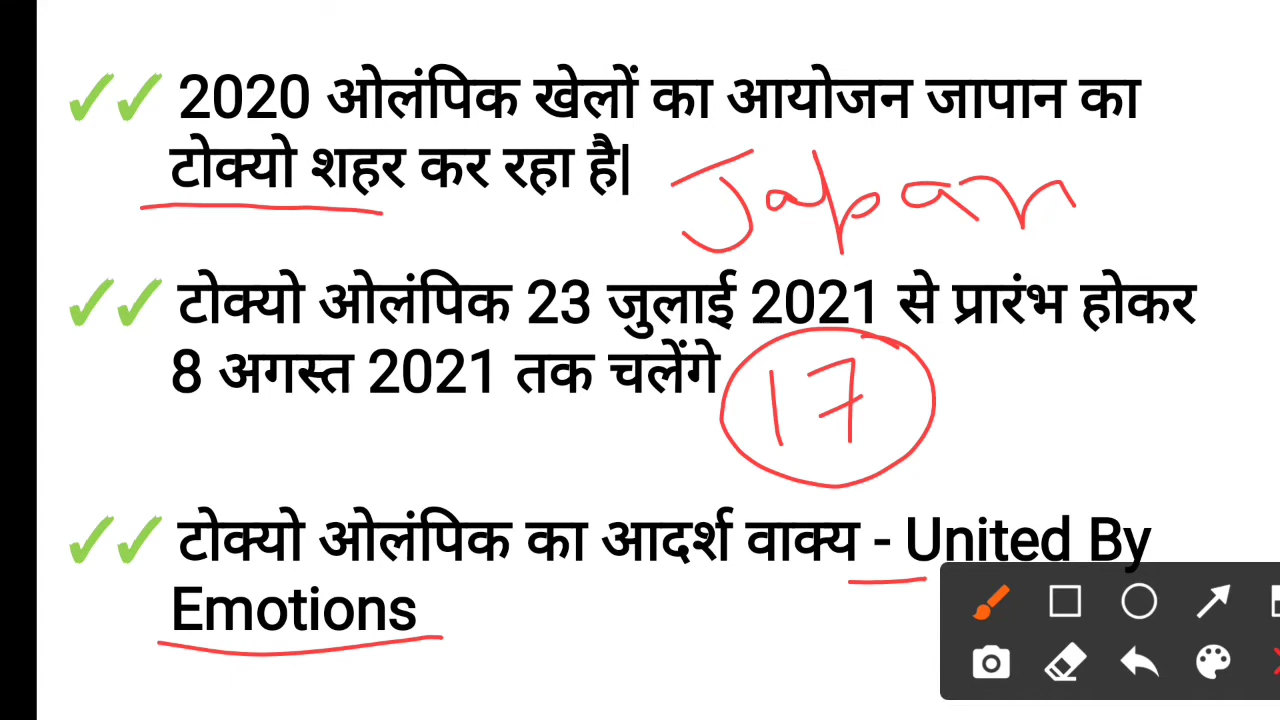 2020 ओलंपिक खेलों का आयोजन जापान का
टोक्यो शहर कर रहा है|
Japan
टोक्यो ओलंपिक 23 जुलाई 2021 से प्रारंभ होकर
8 अगस्त 2021 तक चलेंगे
17
टोक्यो ओलंपिक का आदर्श वाक्य - United By
Emotions